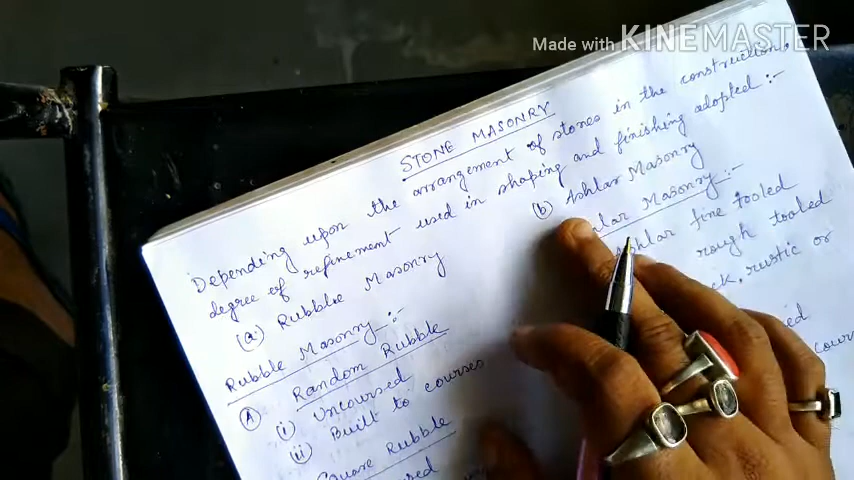 Made with KINEMASTER
STONE MASONRY
Depending upon the arrangement of stones in the construction,
degree of refinement used in shaping and finishing adopted :-
(a) Rubble Masonry
(b) Ashlar Masonry
Rubble Masonry :-
(A) Random Rubble
(i) Uncoursed
(ii) Built to courses
Square Rubble
Masonry :-
fine tooled
rough tooled
rustic or